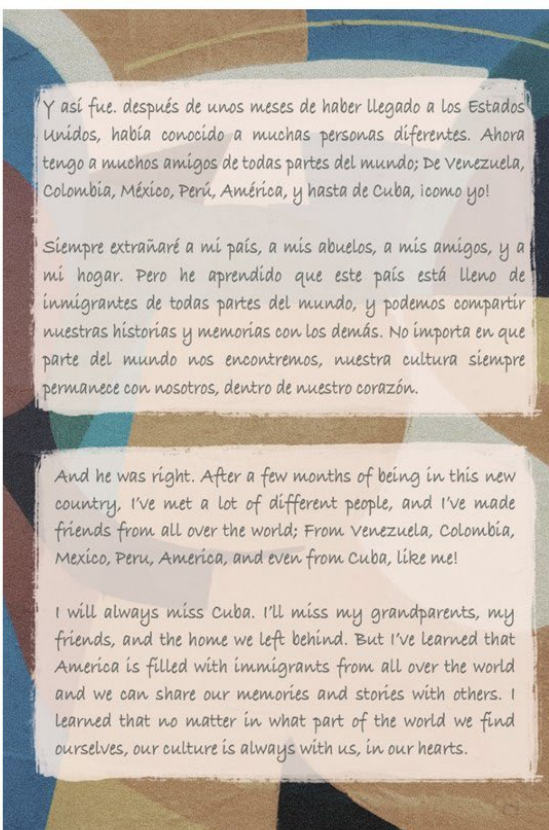 Y así fue. después de unos meses de haber llegado a los Estados
Unidos, había conocido a muchas personas diferentes. Ahora
tengo a muchos amigos de todas partes del mundo; De Venezuela,
Colombia, México, Perú, América, y hasta de Cuba, ¡como yo!
Siempre extrañaré a mi país, a mis abuelos, a mis amigos, y a
mi hogar. Pero he aprendido que este país está lleno de
inmigrantes de todas partes del mundo, y podemos compartir
nuestras historias y memorias con los demás. No importa en que
parte del mundo nos encontremos, nuestra cultura siempre
permanece con nosotros, dentro de nuestro corazón.
And he was right. After a few months of being in this new
country, I've met a lot of different people, and I've made
friends from all over the world; From Venezuela, Colombia,
Mexico, Peru, America, and even from Cuba, like me!
I will always miss Cuba. I'll miss my grandparents, my
friends, and the home we left behind. But I've learned that
America is filled with immigrants from all over the world
and we can share our memories and stories with others. I
learned that no matter in what part of the world we find
ourselves, our culture is always with us, in our hearts.